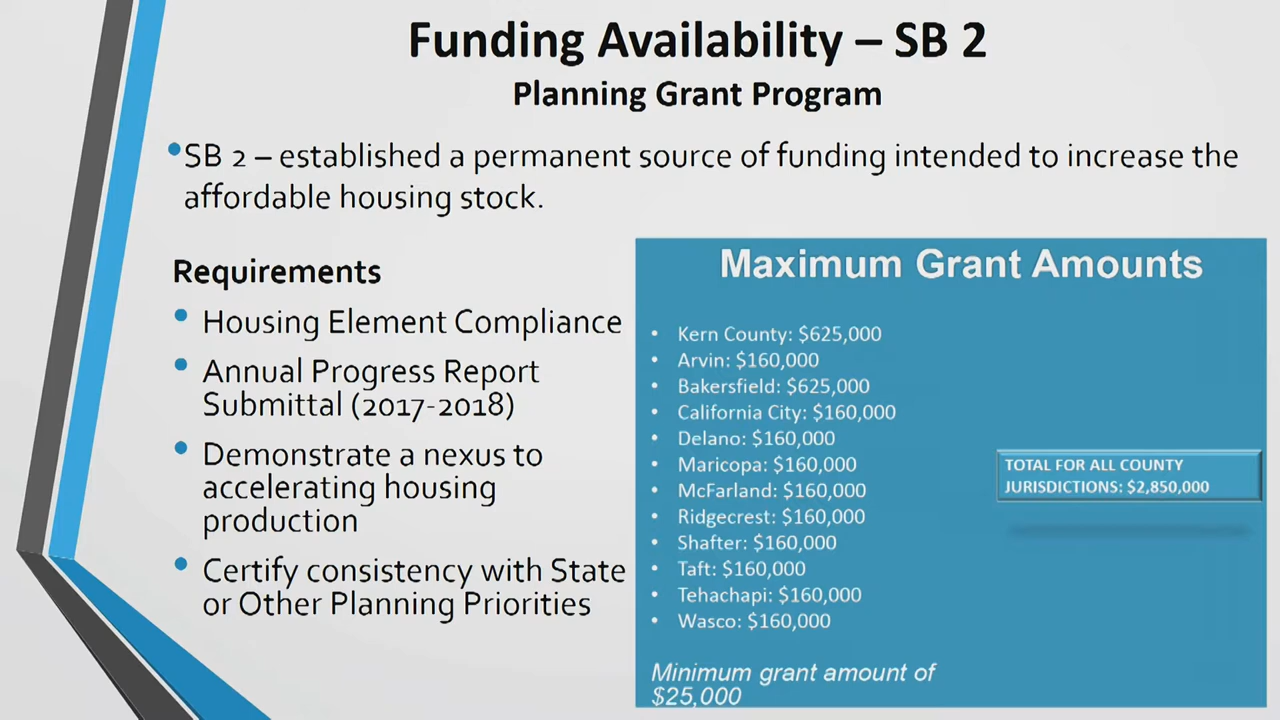 Funding Availability – SB 2
Planning Grant Program
•SB 2 – established a permanent source of funding intended to increase the
affordable housing stock.
Requirements
• Housing Element Compliance
• Annual Progress Report
Submittal (2017-2018)
• Demonstrate a nexus to
accelerating housing
production
• Certify consistency with State
or Other Planning Priorities
Maximum Grant Amounts
• Kern County: $625,000
• Arvin: $160,000
• Bakersfield: $625,000
• California City: $160,000
• Delano: $160,000
• Maricopa: $160,000
• McFarland: $160,000
• Ridgecrest: $160,000
• Shafter: $160,000
• Taft: $160,000
• Tehachapi: $160,000
• Wasco: $160,000
Minimum grant amount of
$25,000
TOTAL FOR ALL COUNTY
JURISDICTIONS: $2,850,000